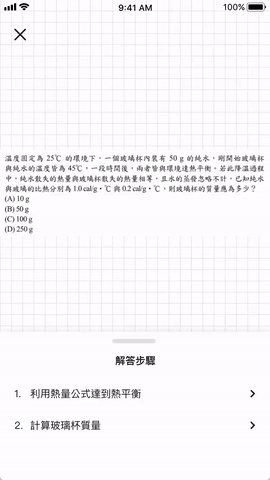 9:41 AM
100%
溫度固定為 25℃ 的環境下，一個玻璃杯內裝有 50 g 的純水，剛開始玻璃杯
與純水的溫度皆為 45℃，一段時間後，兩者皆與環境達熱平衡。若此降溫過程
中，純水散失的熱量與玻璃杯散失的熱量相等，且水的蒸發忽略不計，已知純水
與玻璃的比熱分別為 1.0 cal/g・℃ 與 0.2 cal/g・℃，則玻璃杯的質量應為多少？
(A) 10 g
(B) 50 g
(C) 100 g
(D) 250 g
解答步驟
1. 利用熱量公式達到熱平衡
2. 計算玻璃杯質量